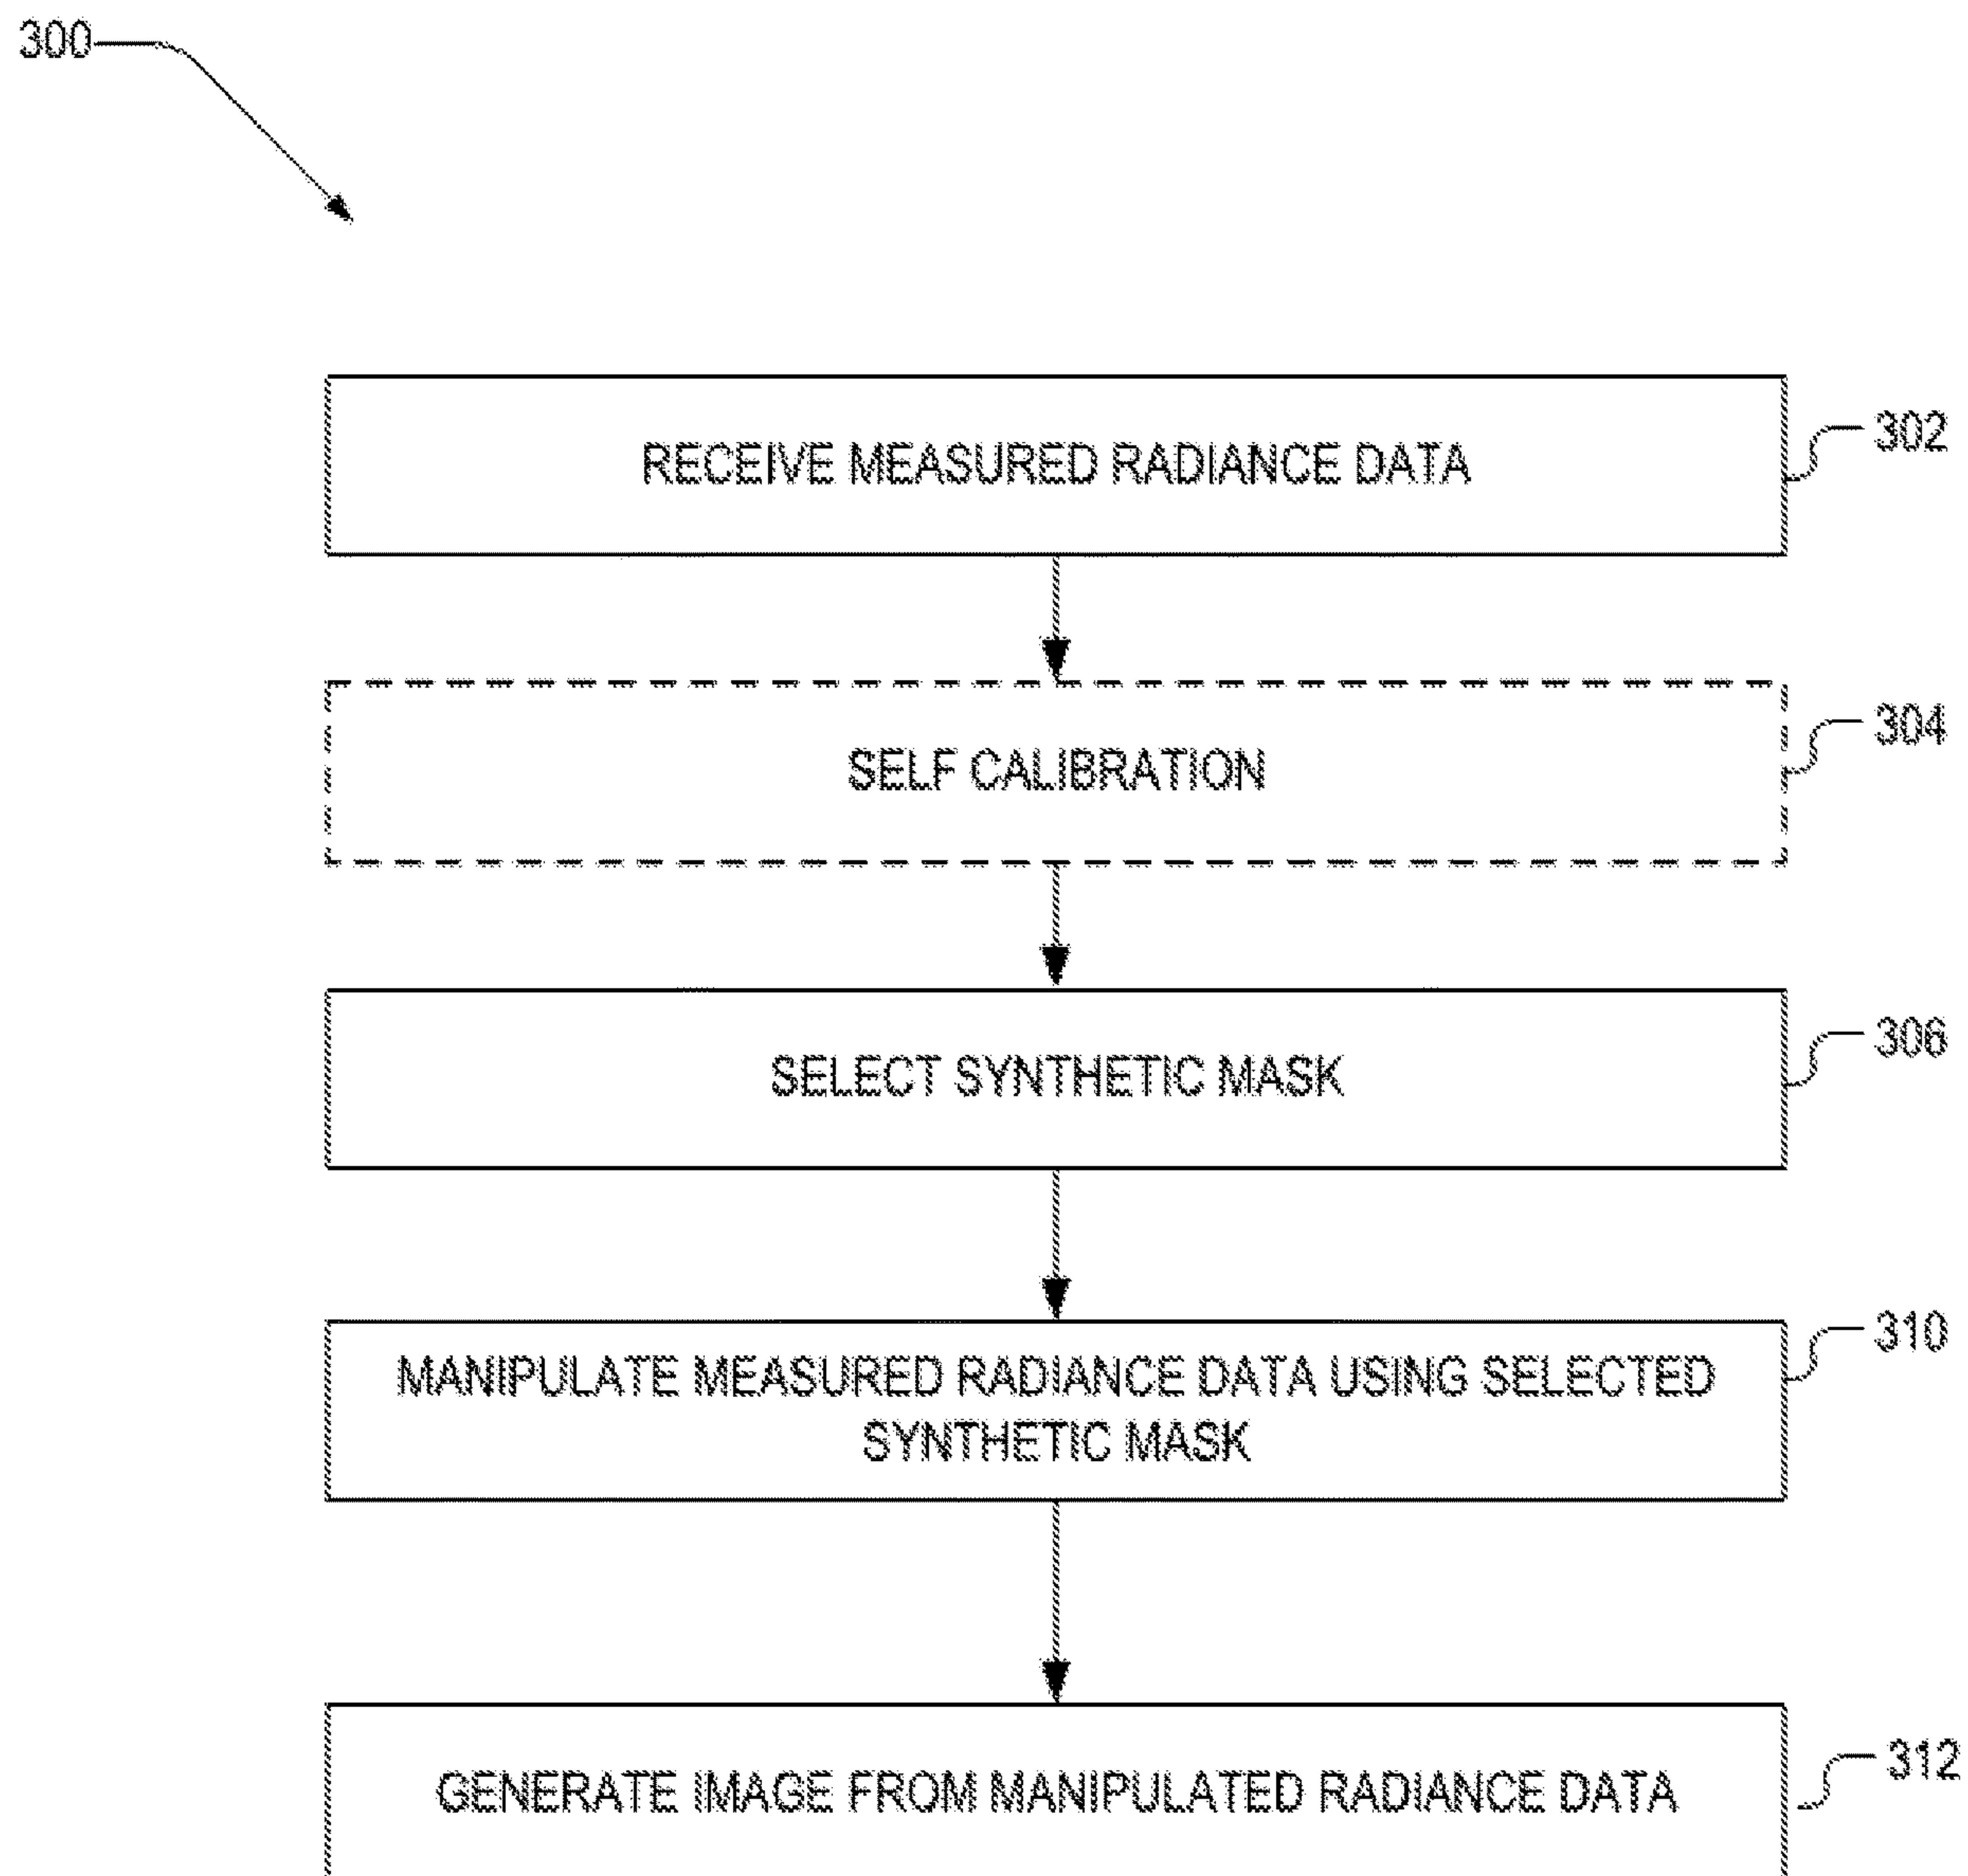 300
RECEIVE MEASURED RADIANCE DATA
302
SELF CALIBRATION
304
SELECT SYNTHETIC MASK
306
MANIPULATE MEASURED RADIANCE DATA USING SELECTED
SYNTHETIC MASK
310
GENERATE IMAGE FROM MANIPULATED RADIANCE DATA
312